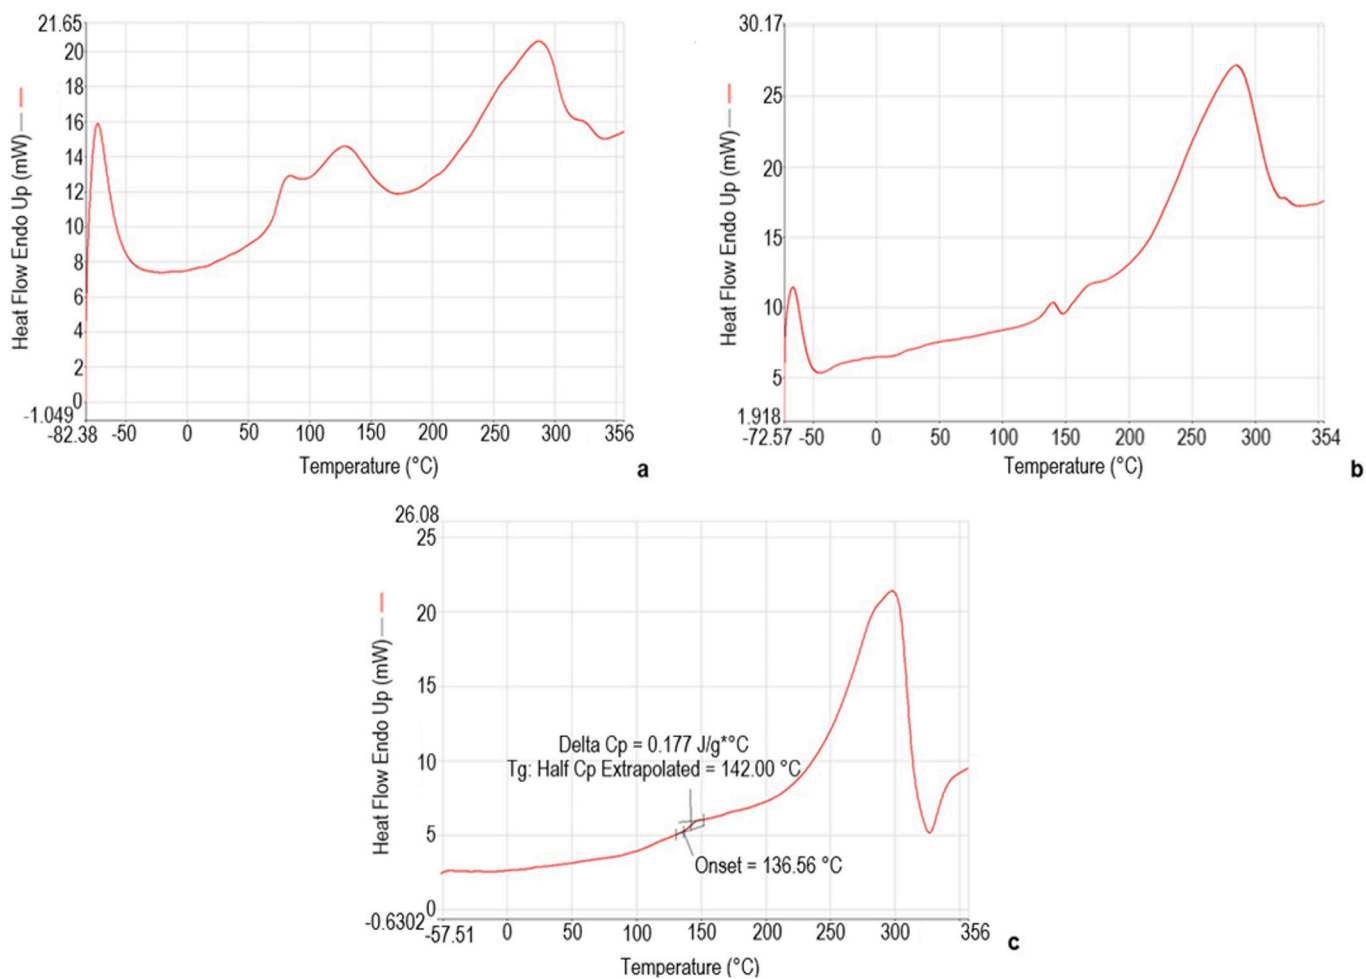 21.65
20
18
16
14
12
10
8
6
4
2
0
-1.049
-82.38 -50 0 50 100 150 200 250 300 356
Heat Flow Endo Up (mW)
Temperature (°C)
a
30.17
25
20
15
10
5
1.918
-72.57 -50 0 50 100 150 200 250 300 354
Heat Flow Endo Up (mW)
Temperature (°C)
b
26.08
25
20
15
10
5
0
-0.6302
-57.51 0 50 100 150 200 250 300 356
Heat Flow Endo Up (mW)
Delta Cp = 0.177 J/g*°C
Tg: Half Cp Extrapolated = 142.00 °C
Onset = 136.56 °C
Temperature (°C)
c